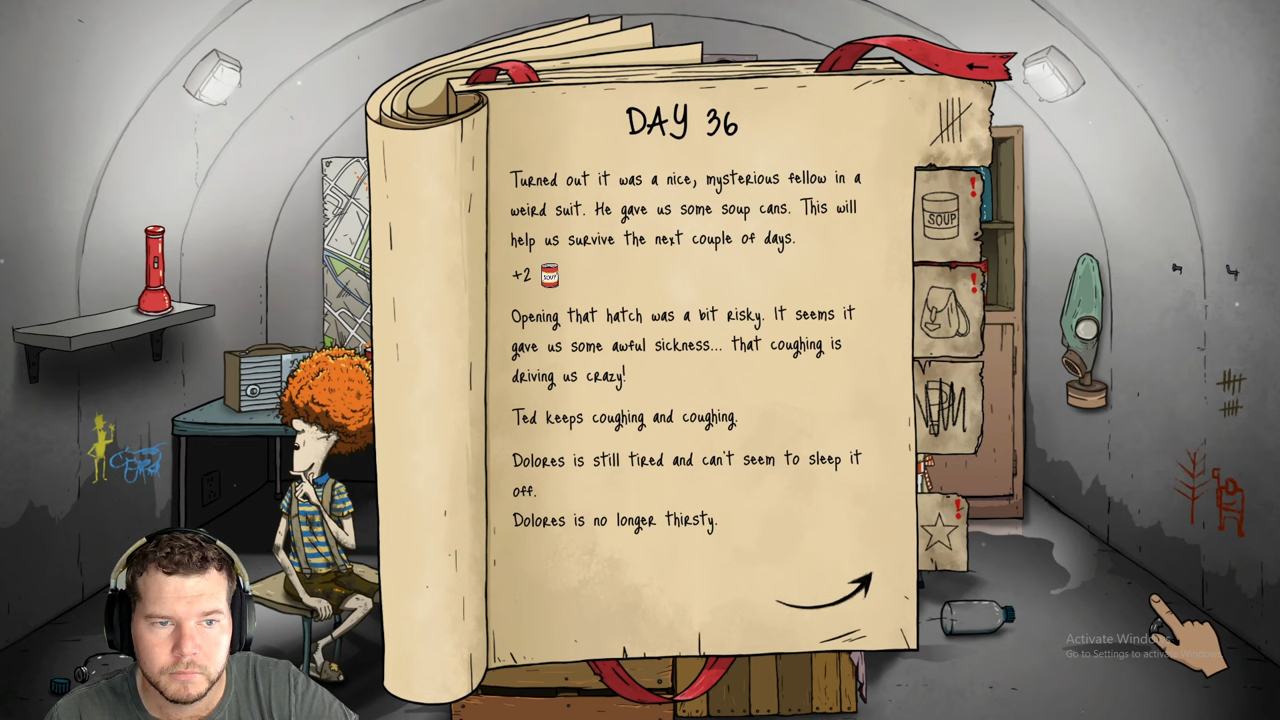 DAY 36
Turned out it was a nice, mysterious fellow in a
weird suit. He gave us some soup cans. This will
help us survive the next couple of days.
+2 SOUP
Opening that hatch was a bit risky. It seems it
gave us some awful sickness... that coughing is
driving us crazy!
Ted keeps coughing and coughing.
Dolores is still tired and can't seem to sleep it
off.
Dolores is no longer thirsty.
SOUP
!
!
!
Activate Windows
Go to Settings to activate Windows.